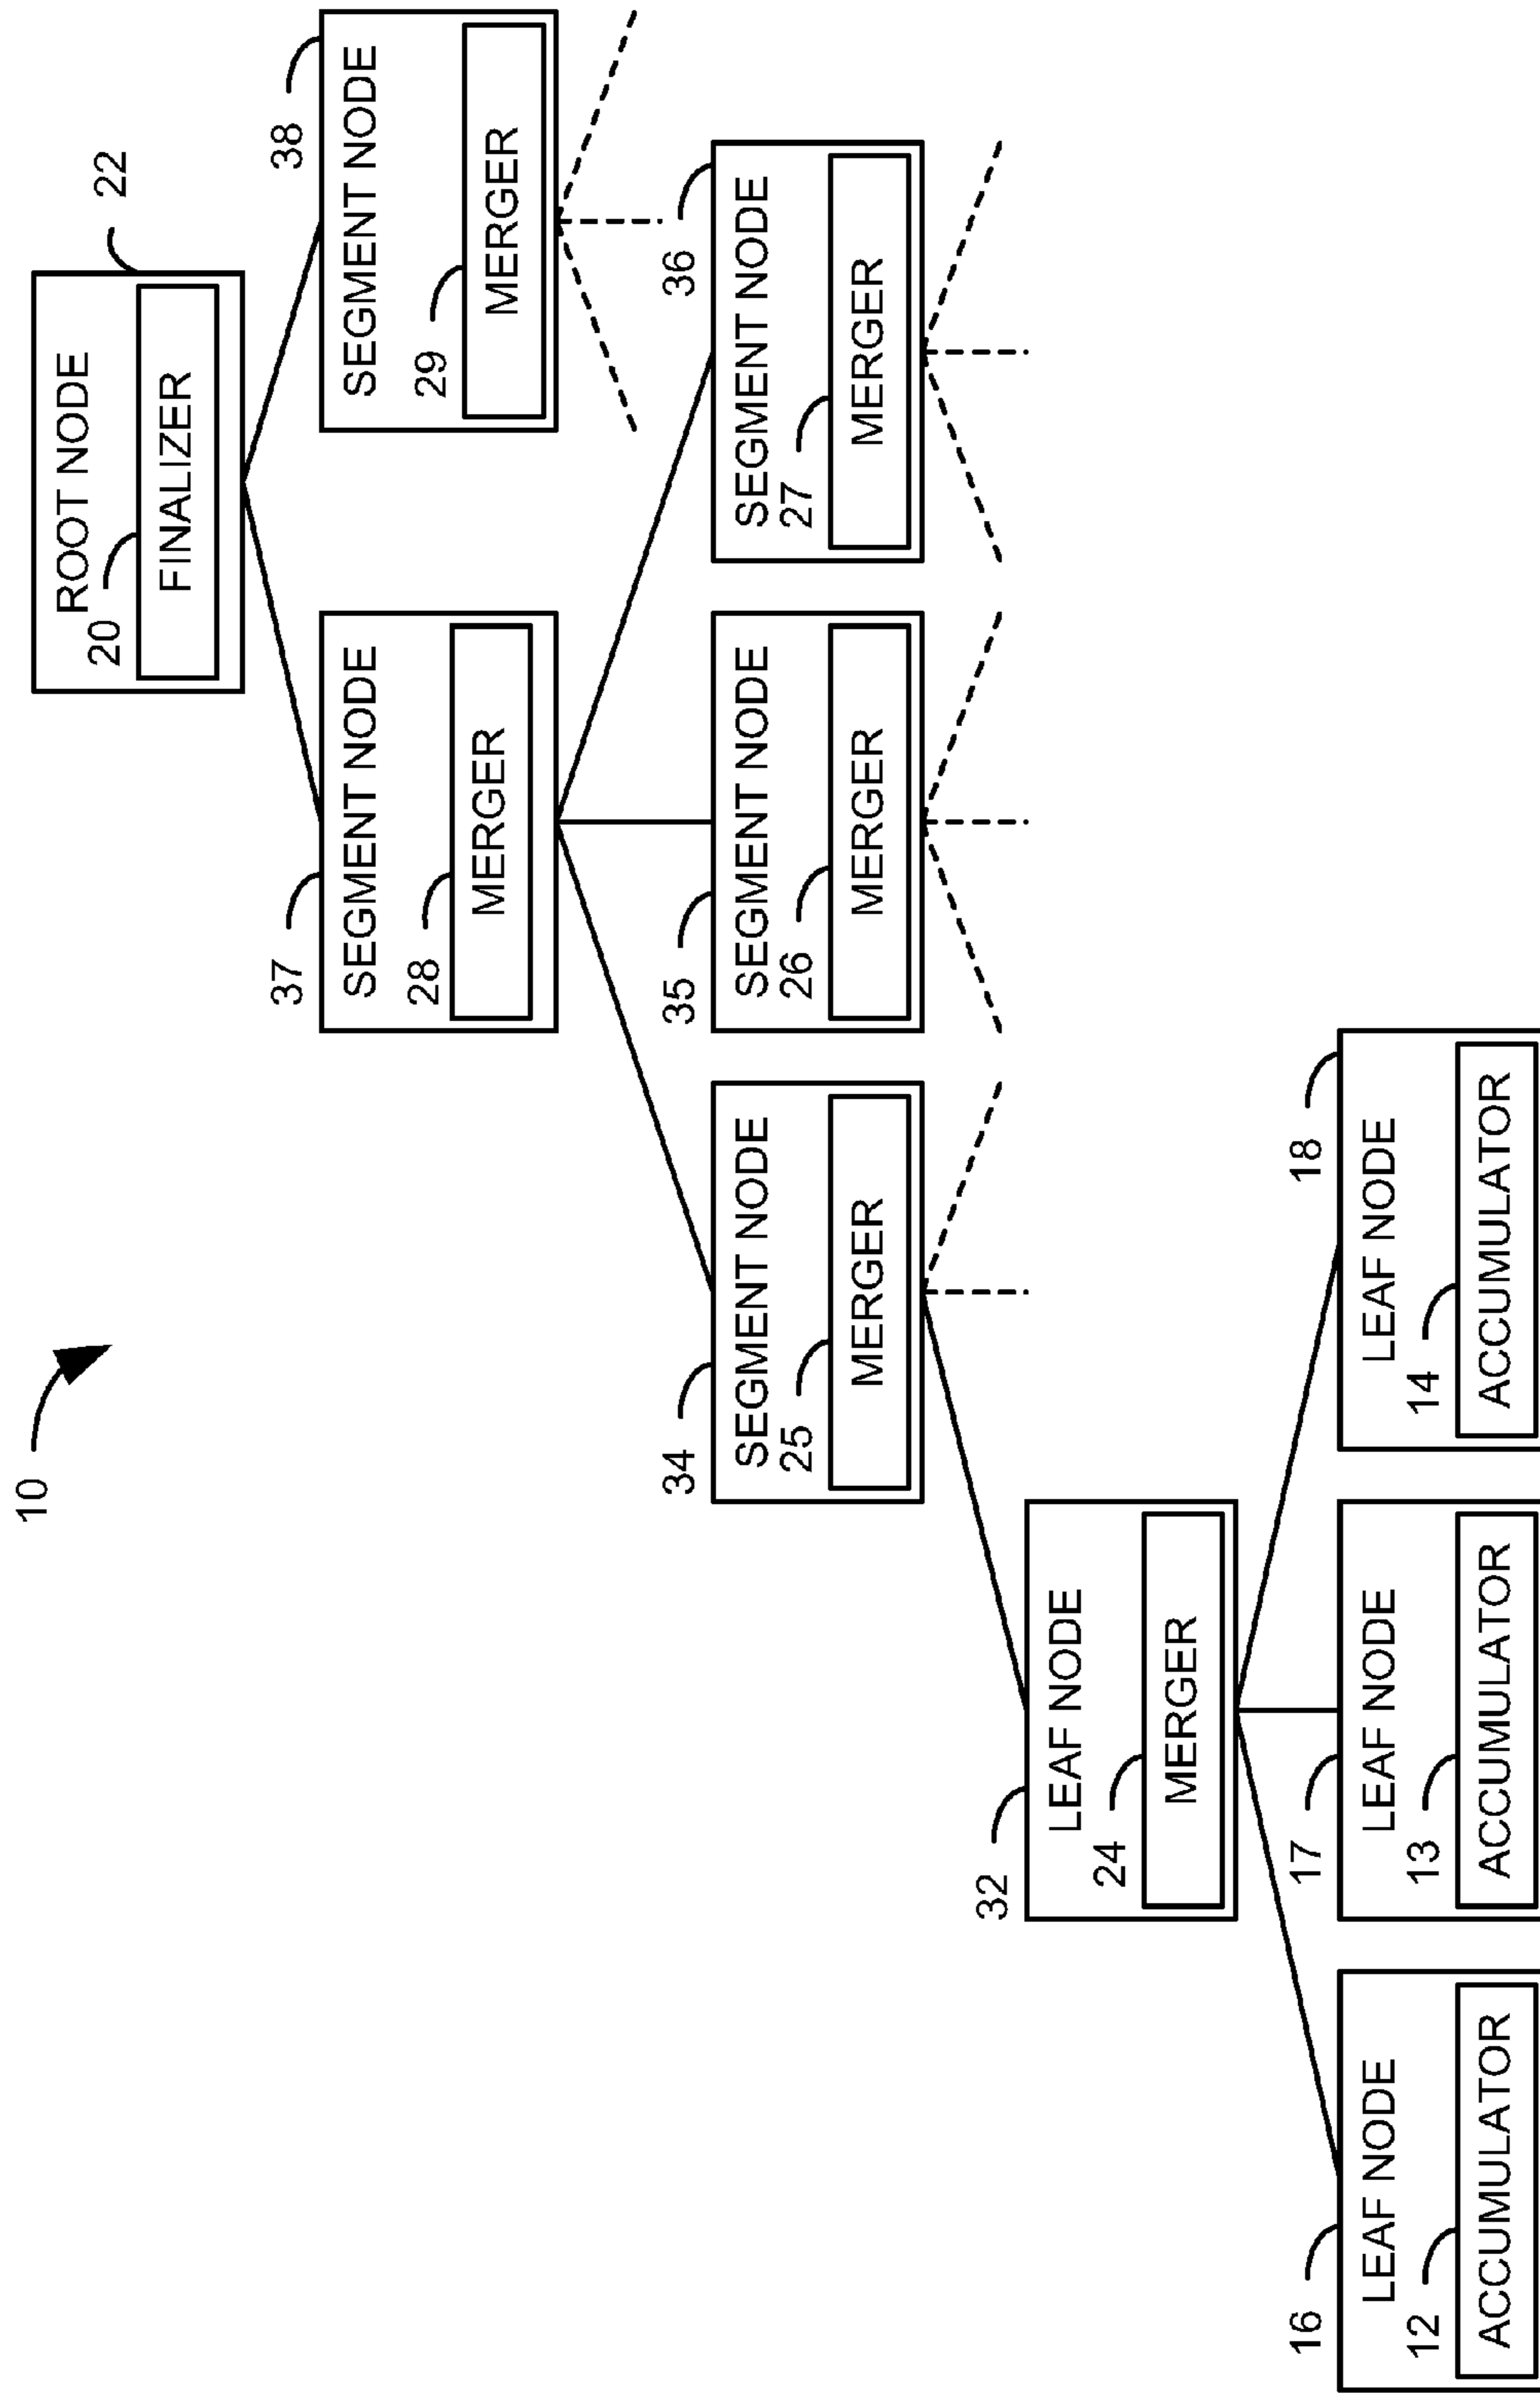 10
ROOT NODE
22
20
FINALIZER
37
SEGMENT NODE
28
MERGER
38
SEGMENT NODE
29
MERGER
34
SEGMENT NODE
25
MERGER
35
SEGMENT NODE
26
MERGER
36
SEGMENT NODE
27
MERGER
32
LEAF NODE
24
MERGER
16
LEAF NODE
12
ACCUMULATOR
17
LEAF NODE
13
ACCUMULATOR
18
LEAF NODE
14
ACCUMULATOR